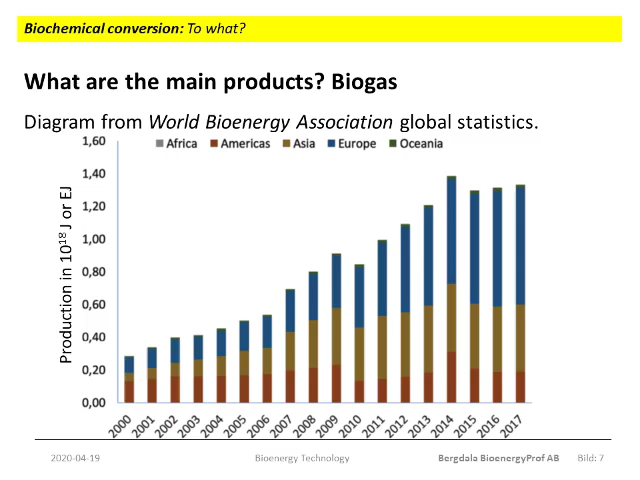 Biochemical conversion: To what?
What are the main products? Biogas
Diagram from World Bioenergy Association global statistics.
Africa Americas Asia Europe Oceania
Production in 10¹⁸ J or EJ
1,60
1,40
1,20
1,00
0,80
0,60
0,40
0,20
0,00
2000 2001 2002 2003 2004 2005 2006 2007 2008 2009 2010 2011 2012 2013 2014 2015 2016 2017
2020-04-19 Bioenergy Technology Bergdala BioenergyProf AB Bild: 7